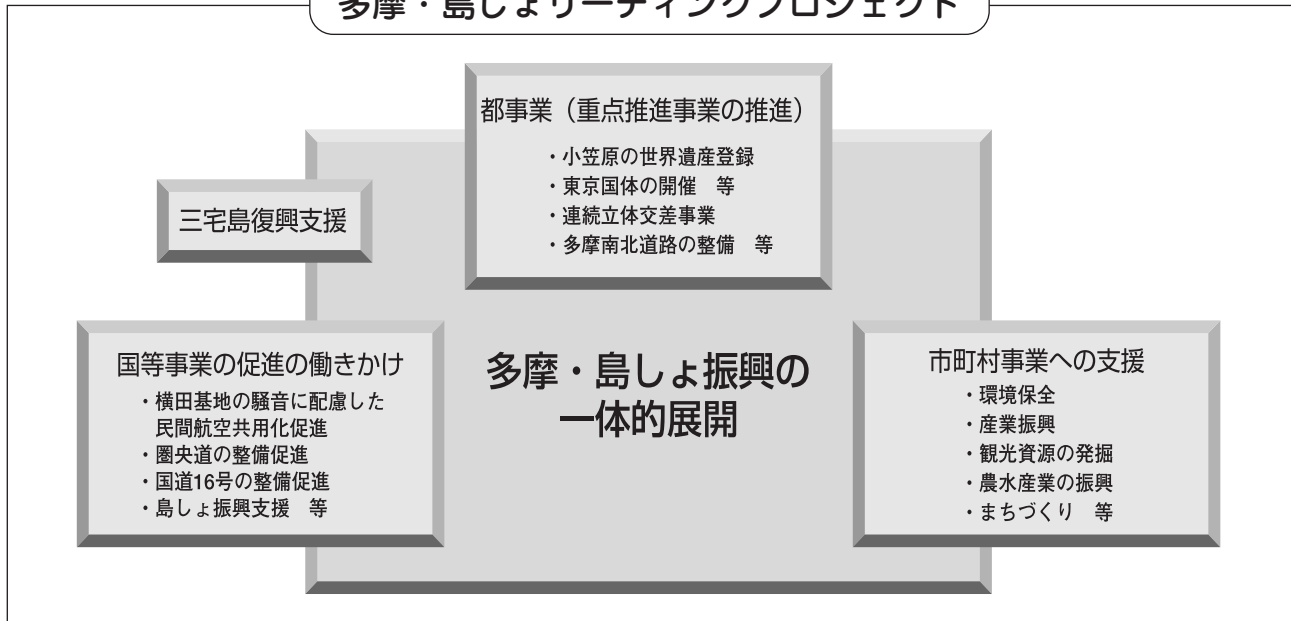 多摩・島しょリーディングプロジェクト
都事業（重点推進事業の推進）
・小笠原の世界遺産登録
・東京国体の開催　等
・連続立体交差事業
・多摩南北道路の整備　等
三宅島復興支援
国等事業の促進の働きかけ
・横田基地の騒音に配慮した
民間航空共用化促進
・圏央道の整備促進
・国道16号の整備促進
・島しょ振興支援　等
多摩・島しょ振興の
一体的展開
市町村事業への支援
・環境保全
・産業振興
・観光資源の発掘
・農水産業の振興
・まちづくり　等